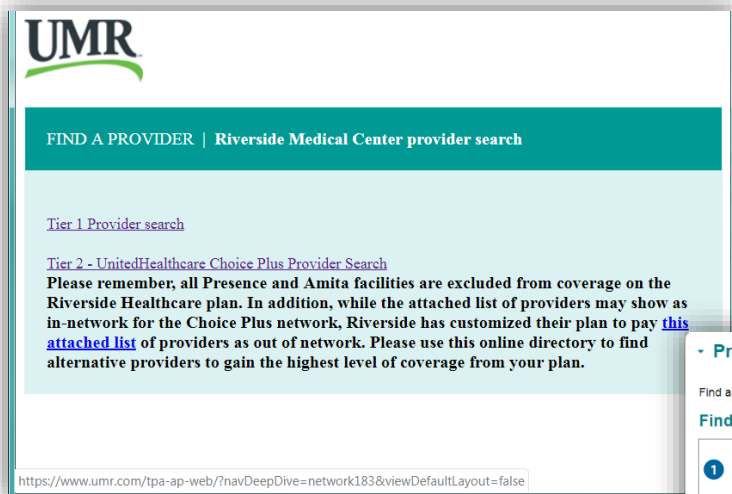 UMR
FIND A PROVIDER | Riverside Medical Center provider search
Tier 1 Provider search
Tier 2 - UnitedHealthcare Choice Plus Provider Search
Please remember, all Presence and Amita facilities are excluded from coverage on the
Riverside Healthcare plan. In addition, while the attached list of providers may show as
in-network for the Choice Plus network, Riverside has customized their plan to pay this
attached list of providers as out of network. Please use this online directory to find
alternative providers to gain the highest level of coverage from your plan.
Pr
Find a
Find
1
https://www.umr.com/tpa-ap-web/?navDeepDive=network183&viewDefaultLayout=false